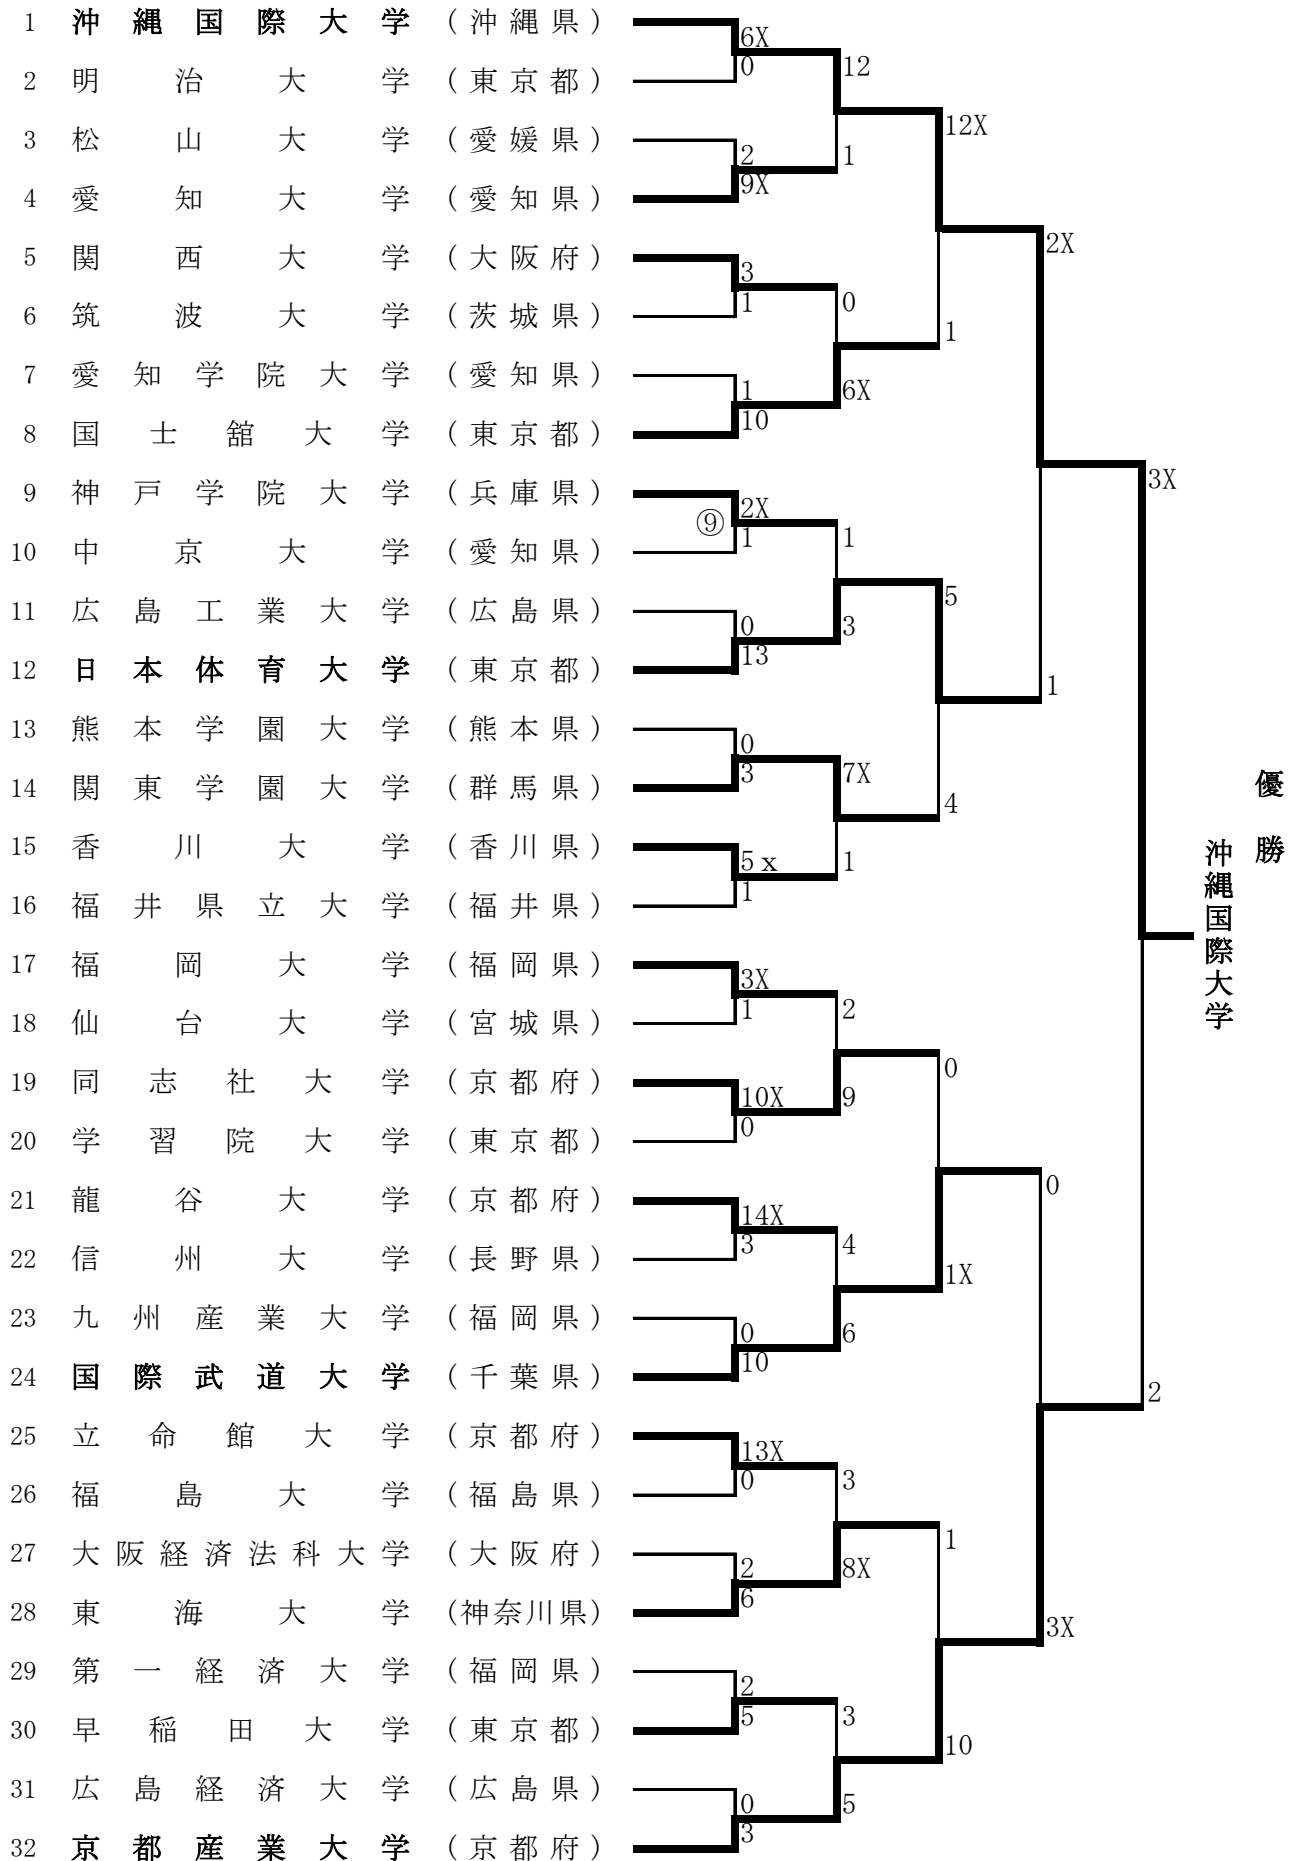 1 沖縄国際大学 (沖縄県)
6X
2 明治大学 (東京都)
0
12
12X
3 松山大学 (愛媛県)
2
1
4 愛知大学 (愛知県)
9X
2X
5 関西大学 (大阪府)
3
6 筑波大学 (茨城県)
1
0
1
7 愛知学院大学 (愛知県)
1
6X
8 国士舘大学 (東京都)
10
3X
9 神戸学院大学 (兵庫県)
2X
⑨
10 中京大学 (愛知県)
1
1
5
11 広島工業大学 (広島県)
0
3
12 日本体育大学 (東京都)
13
1
13 熊本学園大学 (熊本県)
0
14 関東学園大学 (群馬県)
3
7X
4
15 香川大学 (香川県)
5x
1
16 福井県立大学 (福井県)
1
優勝
沖縄国際大学
17 福岡大学 (福岡県)
3X
18 仙台大学 (宮城県)
1
2
0
19 同志社大学 (京都府)
10X
9
20 学習院大学 (東京都)
0
0
21 龍谷大学 (京都府)
14X
22 信州大学 (長野県)
3
4
1X
23 九州産業大学 (福岡県)
0
6
24 国際武道大学 (千葉県)
10
2
25 立命館大学 (京都府)
13X
26 福島大学 (福島県)
0
3
1
27 大阪経済法科大学 (大阪府)
2
8X
28 東海大学 (神奈川県)
6
3X
29 第一経済大学 (福岡県)
2
30 早稲田大学 (東京都)
5
3
10
31 広島経済大学 (広島県)
0
5
32 京都産業大学 (京都府)
3